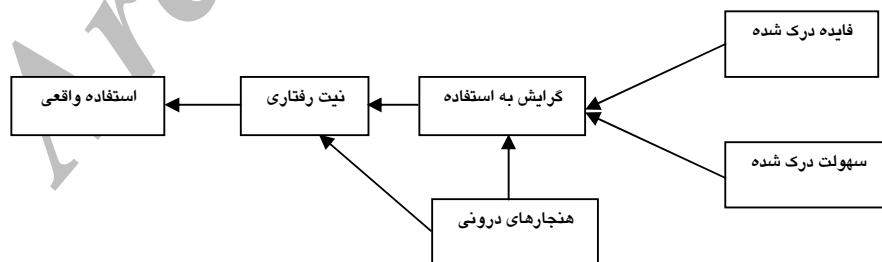 فایده درک شده
استفاده واقعی
نیت رفتاری
گرایش به استفاده
سهولت درک شده
هنجارهای درونی